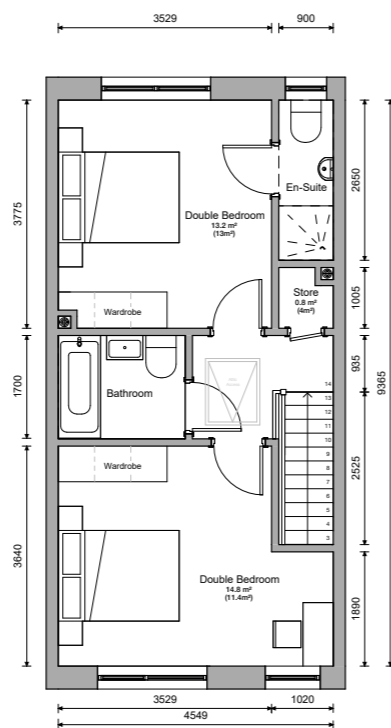 3529
900
3775
2650
En-Suite
Double Bedroom
13.2 m²
(13m²)
Store
0.8 m²
(4m²)
1005
Wardrobe
1700
Bathroom
935
9365
14
13
12
11
10
9
8
7
6
5
4
3
2525
Wardrobe
3640
Double Bedroom
14.8 m²
(11.4m²)
1890
3529
1020
4549